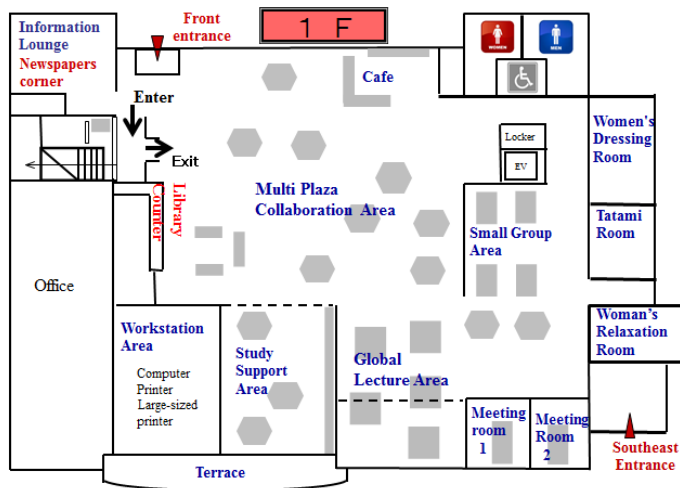 1 F
Information
Lounge
Newspapers
corner
Front
entrance
Cafe
WOMEN
MEN
Enter
Exit
Locker
EV
Women's
Dressing
Room
Multi Plaza
Collaboration Area
Library
Counter
Small Group
Area
Tatami
Room
Office
Workstation
Area
Computer
Printer
Large-sized
printer
Study
Support
Area
Global
Lecture Area
Woman's
Relaxation
Room
Meeting
room
1
Meeting
Room
2
Southeast
Entrance
Terrace